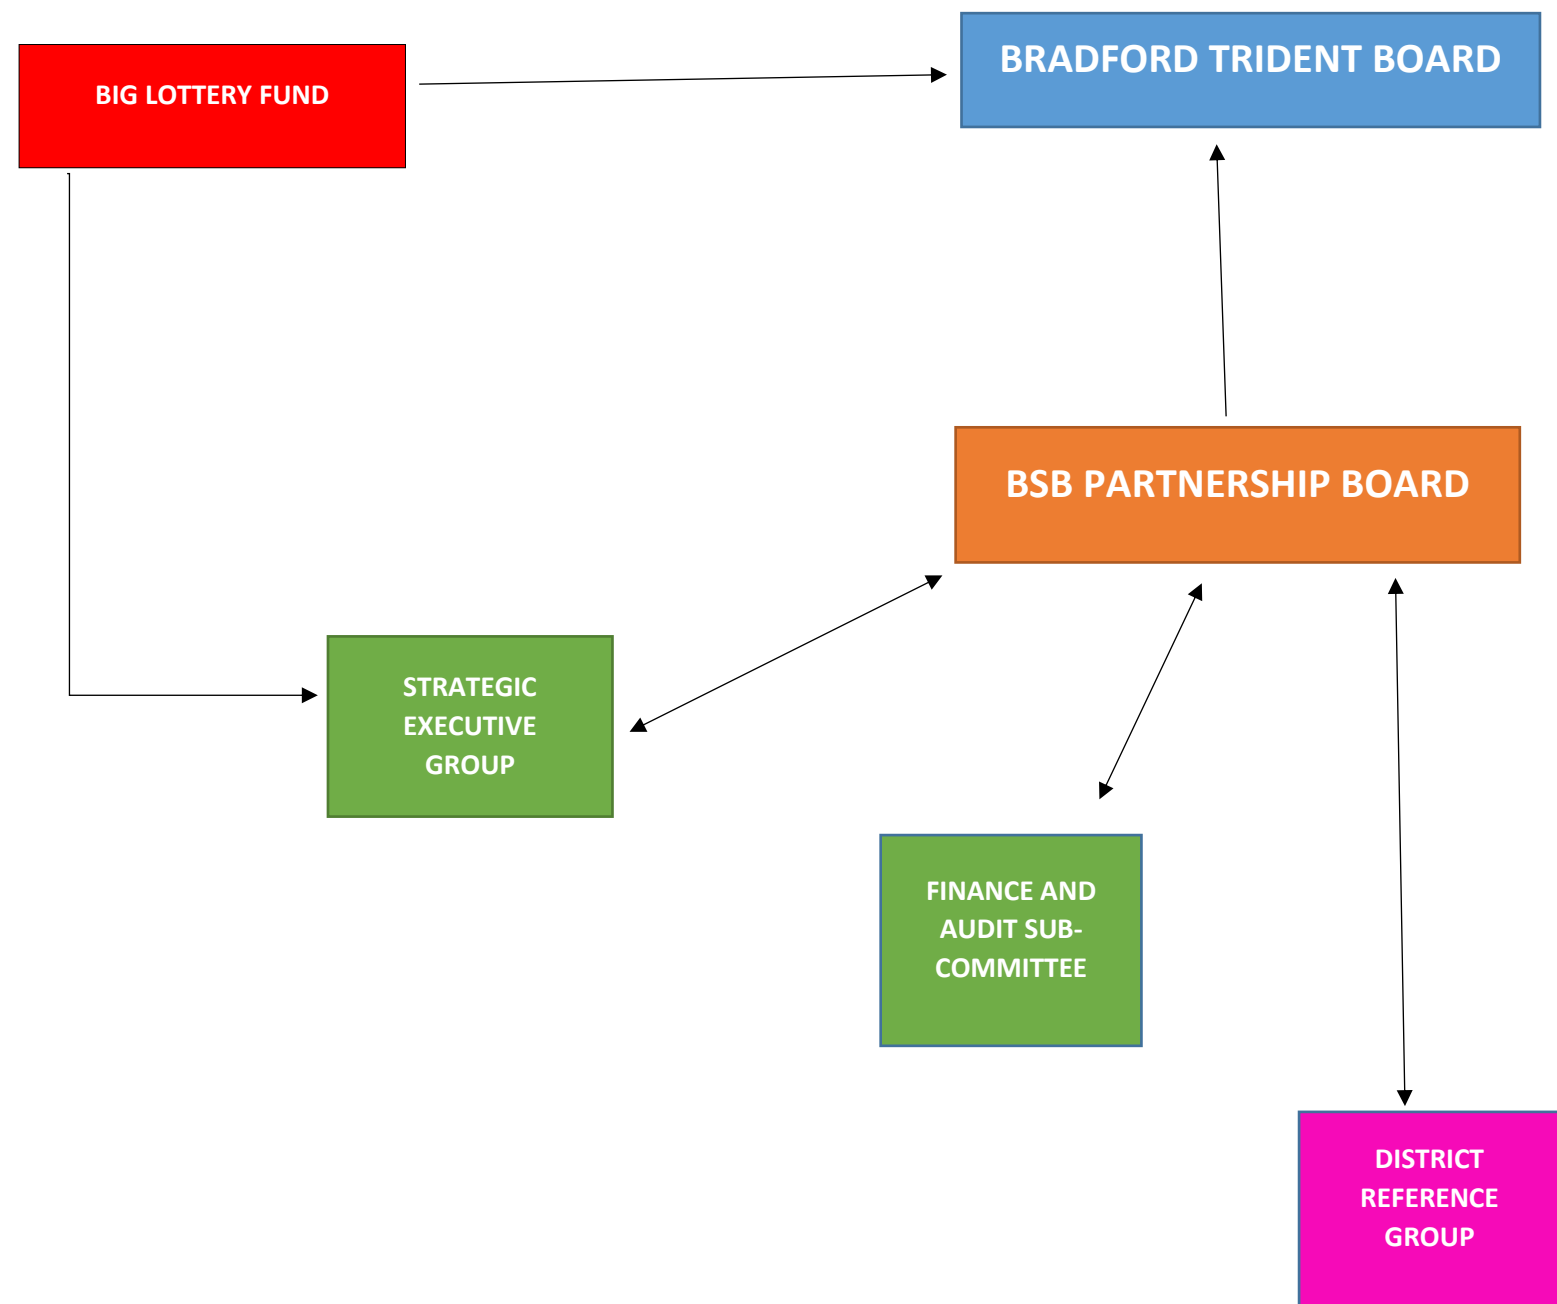 BIG LOTTERY FUND
BRADFORD TRIDENT BOARD
BSB PARTNERSHIP BOARD
STRATEGIC
EXECUTIVE
GROUP
FINANCE AND
AUDIT SUB-
COMMITTEE
DISTRICT
REFERENCE
GROUP